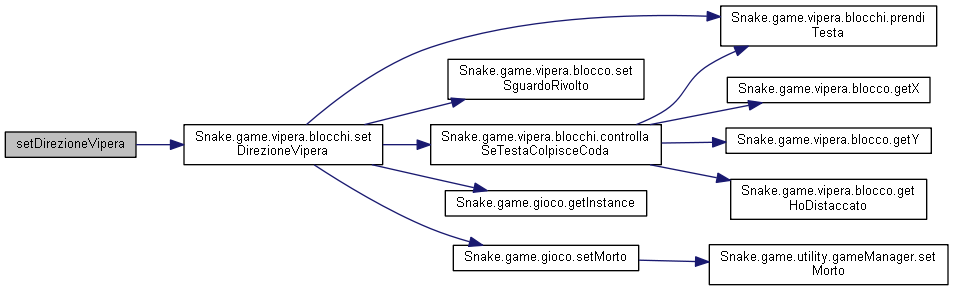 Snake.game.vipera.blocchi.prendi
Testa
Snake.game.vipera.blocco.set
SguardoRivolto
Snake.game.vipera.blocco.getX
setDirezioneVipera
Snake.game.vipera.blocchi.set
DirezioneVipera
Snake.game.vipera.blocchi.controlla
SeTestaColpisceCoda
Snake.game.vipera.blocco.getY
Snake.game.gioco.getInstance
Snake.game.vipera.blocco.get
HoDistaccato
Snake.game.gioco.setMorto
Snake.game.utility.gameManager.set
Morto